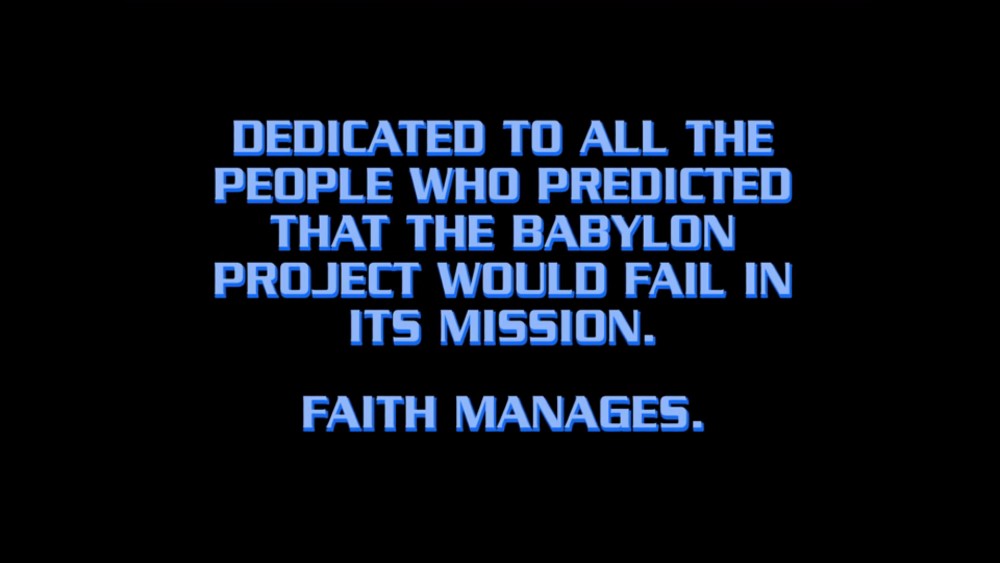 DEDICATED TO ALL THE
PEOPLE WHO PREDICTED
THAT THE BABYLON
PROJECT WOULD FAIL IN
ITS MISSION.
FAITH MANAGES.